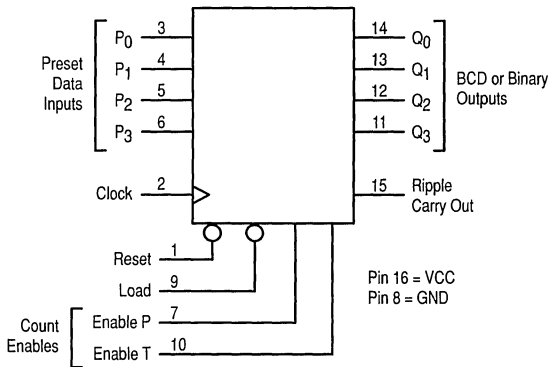 Preset
Data
Inputs
P0 3
P1 4
P2 5
P3 6
Clock 2
14 Q0
13 Q1
12 Q2
11 Q3
BCD or Binary
Outputs
15 Ripple
Carry Out
Reset 1
Load 9
Count
Enables
Enable P 7
Enable T 10
Pin 16 = VCC
Pin 8 = GND